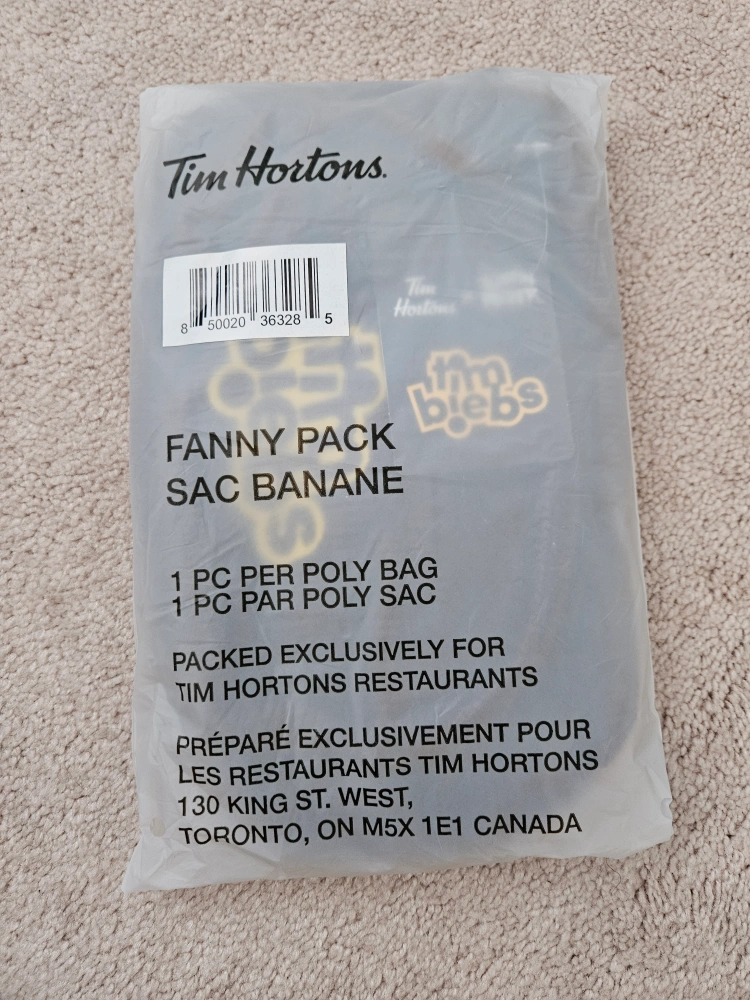 Tim Hortons.
8 50020 36328 5
Tim
Hortons
tim
biebs
FANNY PACK
SAC BANANE
1 PC PER POLY BAG
1 PC PAR POLY SAC
PACKED EXCLUSIVELY FOR
TIM HORTONS RESTAURANTS
PRÉPARÉ EXCLUSIVEMENT POUR
LES RESTAURANTS TIM HORTONS
130 KING ST. WEST,
TORONTO, ON M5X 1E1 CANADA